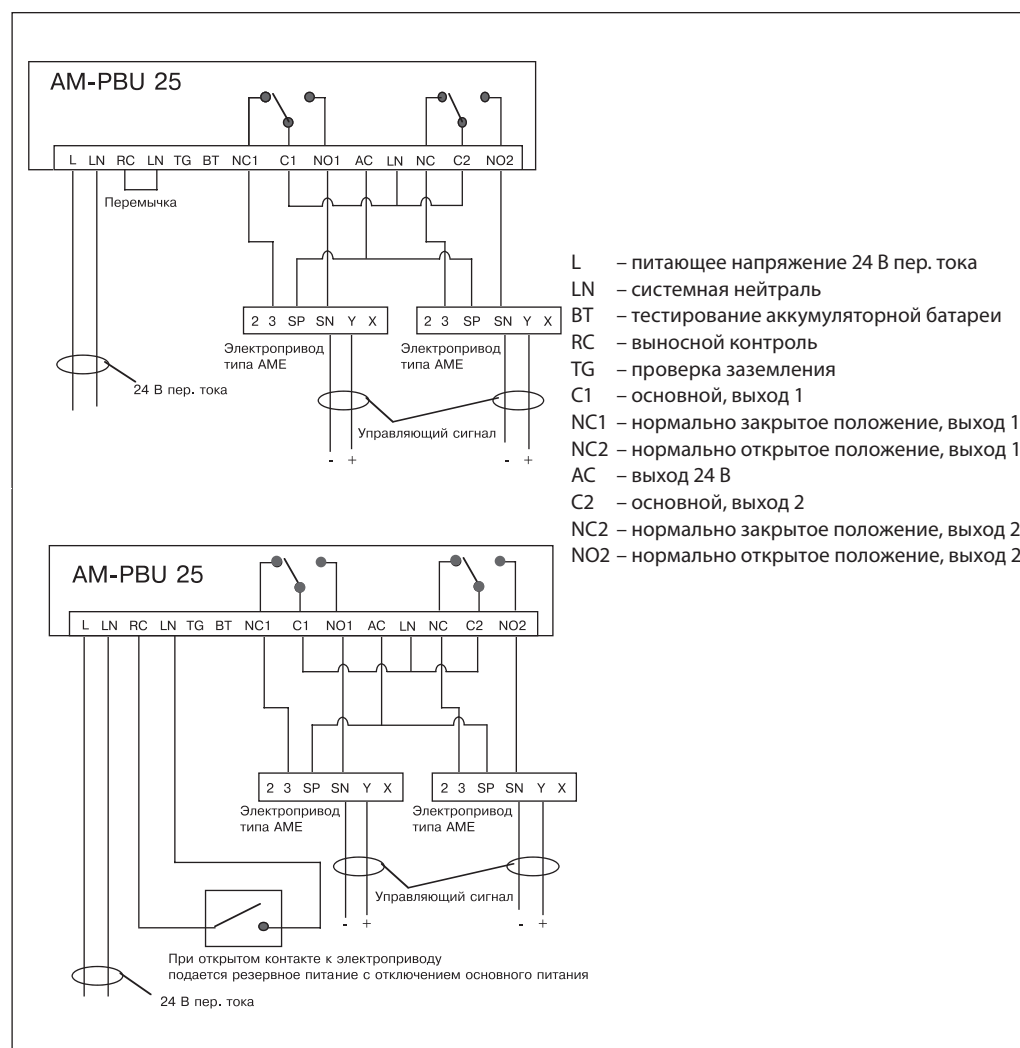 AM-PBU 25
L LN RC LN TG BT NC1 C1 NO1 AC LN NC C2 NO2
Перемычка
2 3 SP SN Y X
2 3 SP SN Y X
Электропривод
типа АМЕ
Электропривод
типа АМЕ
24 В пер. тока
Управляющий сигнал
- +
- +
L – питающее напряжение 24 В пер. тока
LN – системная нейтраль
BT – тестирование аккумуляторной батареи
RC – выносной контроль
TG – проверка заземления
C1 – основной, выход 1
NC1 – нормально закрытое положение, выход 1
NC2 – нормально открытое положение, выход 1
AC – выход 24 В
C2 – основной, выход 2
NC2 – нормально закрытое положение, выход 2
NO2 – нормально открытое положение, выход 2
AM-PBU 25
L LN RC LN TG BT NC1 C1 NO1 AC LN NC C2 NO2
2 3 SP SN Y X
2 3 SP SN Y X
Электропривод
типа АМЕ
Электропривод
типа АМЕ
Управляющий сигнал
- +
- +
При открытом контакте к электроприводу
подается резервное питание с отключением основного питания
24 В пер. тока